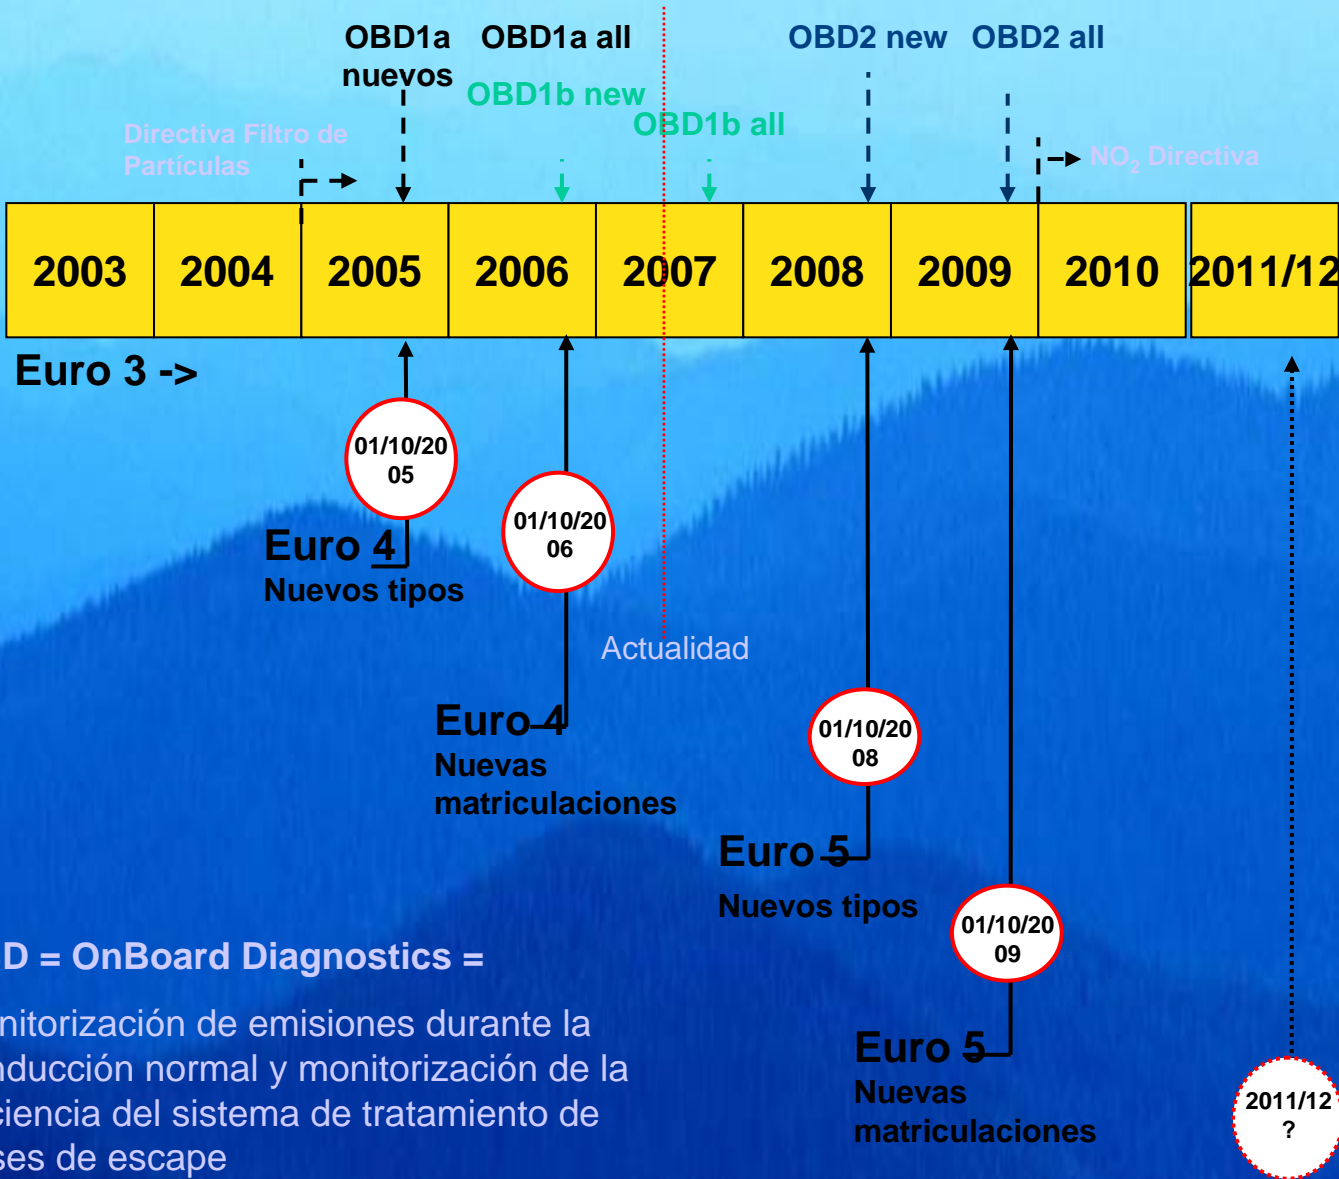 OBD1a
nuevos
OBD1a all
OBD1b new
OBD1b all
OBD2 new
OBD2 all
Directiva Filtro de
Partículas
NO₂ Directiva
2003
2004
2005
2006
2007
2008
2009
2010
2011/12
Euro 3 ->
01/10/20
05
Euro 4
Nuevos tipos
01/10/20
06
Actualidad
Euro 4
Nuevas
matriculaciones
01/10/20
08
Euro 5
Nuevos tipos
01/10/20
09
Euro 5
Nuevas
matriculaciones
2011/12
?
D = OnBoard Diagnostics =
nitorización de emisiones durante la
nducción normal y monitorización de la
ciencia del sistema de tratamiento de
ses de escape